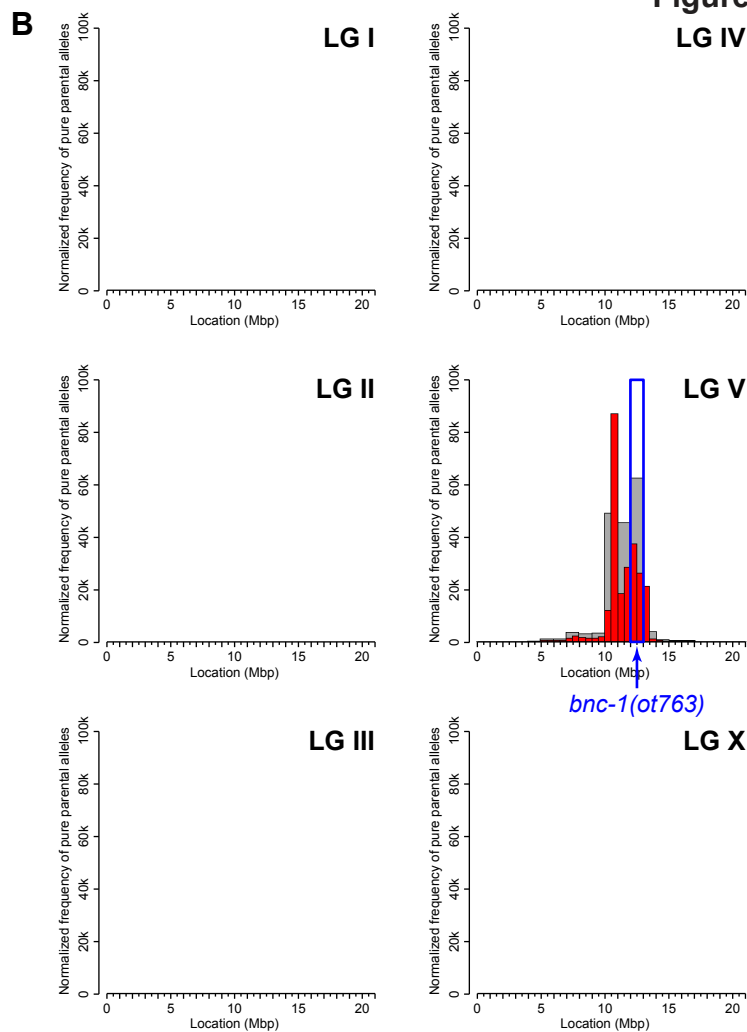 Figure
B
LG I
Normalized frequency of pure parental alleles
0 20k 40k 60k 80k 100k
0 5 10 15 20
Location (Mbp)
LG IV
Normalized frequency of pure parental alleles
0 20k 40k 60k 80k 100k
0 5 10 15 20
Location (Mbp)
LG II
Normalized frequency of pure parental alleles
0 20k 40k 60k 80k 100k
0 5 10 15 20
Location (Mbp)
LG V
Normalized frequency of pure parental alleles
0 20k 40k 60k 80k 100k
0 5 10 15 20
Location (Mbp)
bnc-1(ot763)
LG III
Normalized frequency of pure parental alleles
0 20k 40k 60k 80k 100k
0 5 10 15 20
Location (Mbp)
LG X
Normalized frequency of pure parental alleles
0 20k 40k 60k 80k 100k
0 5 10 15 20
Location (Mbp)